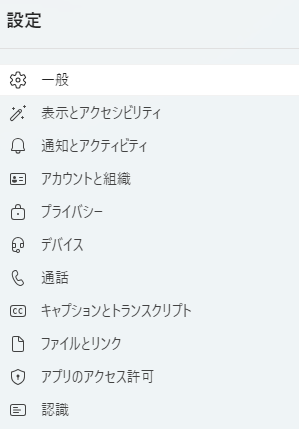 設定
一般
表示とアクセシビリティ
通知とアクティビティ
アカウントと組織
プライバシー
デバイス
通話
CC
キャプションとトランスクリプト
ファイルとリンク
アプリのアクセス許可
認識